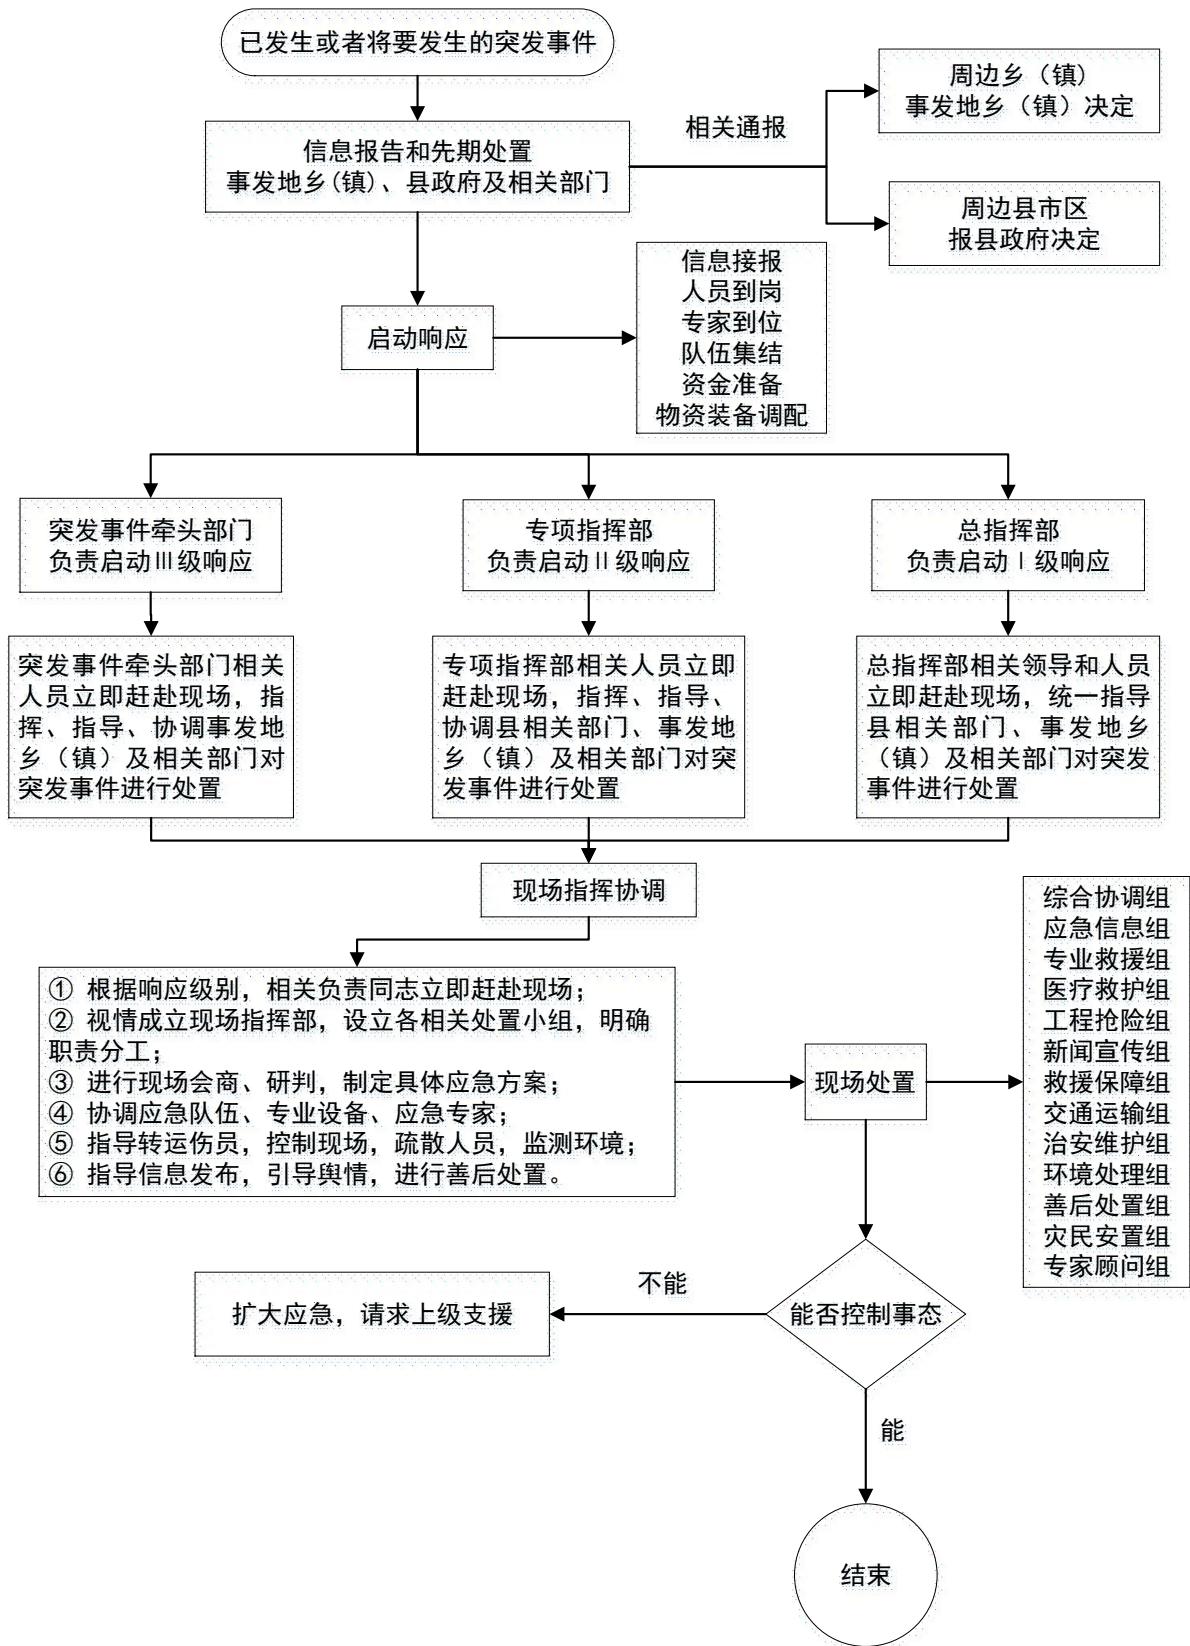 已发生或者将要发生的突发事件
周边乡（镇）
事发地乡（镇）决定
相关通报
信息报告和先期处置
事发地乡(镇)、县政府及相关部门
周边县市区
报县政府决定
启动响应
信息接报
人员到岗
专家到位
队伍集结
资金准备
物资装备调配
突发事件牵头部门
负责启动Ⅲ级响应
专项指挥部
负责启动Ⅱ级响应
总指挥部
负责启动Ⅰ级响应
突发事件牵头部门相关
人员立即赶赴现场，指
挥、指导、协调事发地
乡（镇）及相关部门对
突发事件进行处置
专项指挥部相关人员立即
赶赴现场，指挥、指导、
协调县相关部门、事发地
乡（镇）及相关部门对突
发事件进行处置
总指挥部相关领导和人员
立即赶赴现场，统一指导
县相关部门、事发地乡
（镇）及相关部门对突发
事件进行处置
现场指挥协调
① 根据响应级别，相关负责同志立即赶赴现场；
② 视情成立现场指挥部，设立各相关处置小组，明确
职责分工；
③ 进行现场会商、研判，制定具体应急方案；
④ 协调应急队伍、专业设备、应急专家；
⑤ 指导转运伤员，控制现场，疏散人员，监测环境；
⑥ 指导信息发布，引导舆情，进行善后处置。
现场处置
综合协调组
应急信息组
专业救援组
医疗救护组
工程抢险组
新闻宣传组
救援保障组
交通运输组
治安维护组
环境处理组
善后处置组
灾民安置组
专家顾问组
能否控制事态
不能
扩大应急，请求上级支援
能
结束